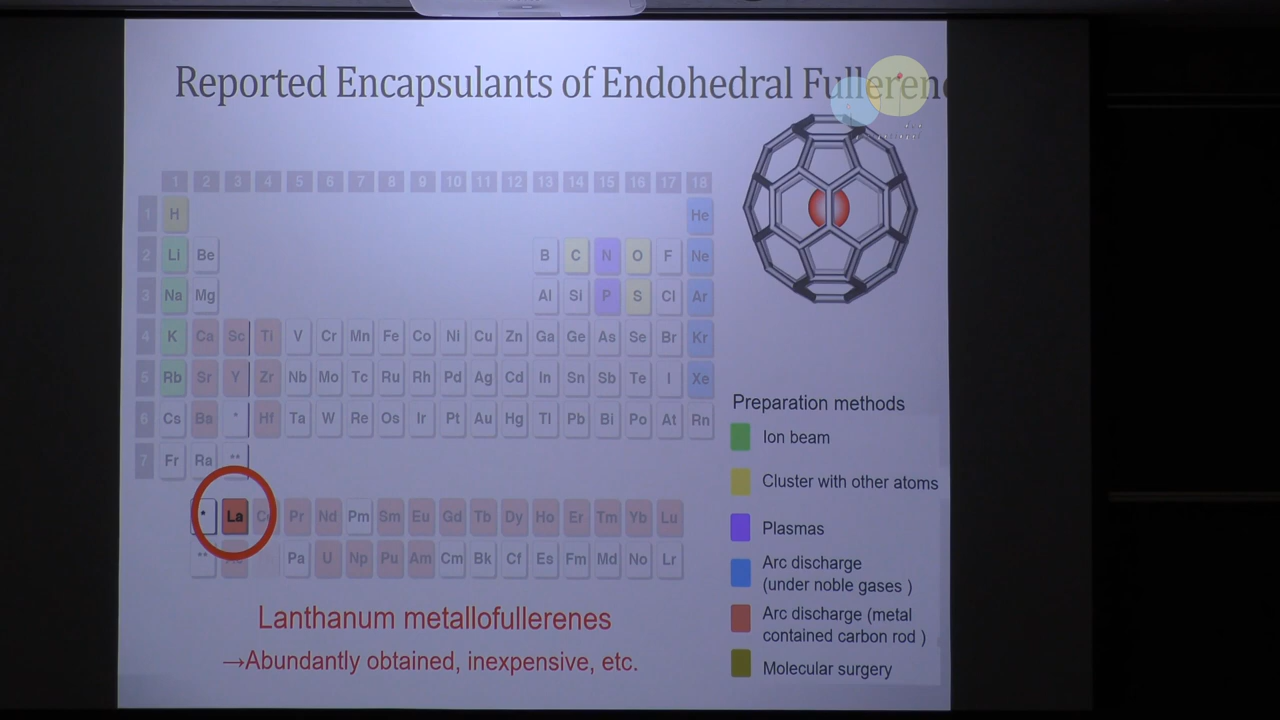 Reported Encapsulants of Endohedral Fulleren
1 2 3 4 5 6 7 8 9 10 11 12 13 14 15 16 17 18
1 H He
2 Li Be B C N O F Ne
3 Na Mg Al Si P S Cl Ar
4 K Ca Sc Ti V Cr Mn Fe Co Ni Cu Zn Ga Ge As Se Br Kr
5 Rb Sr Y Zr Nb Mo Tc Ru Rh Pd Ag Cd In Sn Sb Te I Xe
6 Cs Ba * Hf Ta W Re Os Ir Pt Au Hg Tl Pb Bi Po At Rn
7 Fr Ra **
* La Pr Nd Pm Sm Eu Gd Tb Dy Ho Er Tm Yb Lu
** Pa U Np Pu Am Cm Bk Cf Es Fm Md No Lr
Lanthanum metallofullerenes
→Abundantly obtained, inexpensive, etc.
Preparation methods
Ion beam
Cluster with other atoms
Plasmas
Arc discharge
(under noble gases )
Arc discharge (metal
contained carbon rod )
Molecular surgery